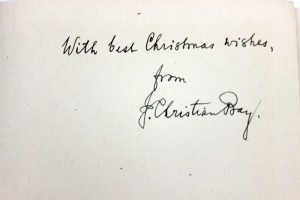 With best Christmas wishes,
from
J. Christian Bay.